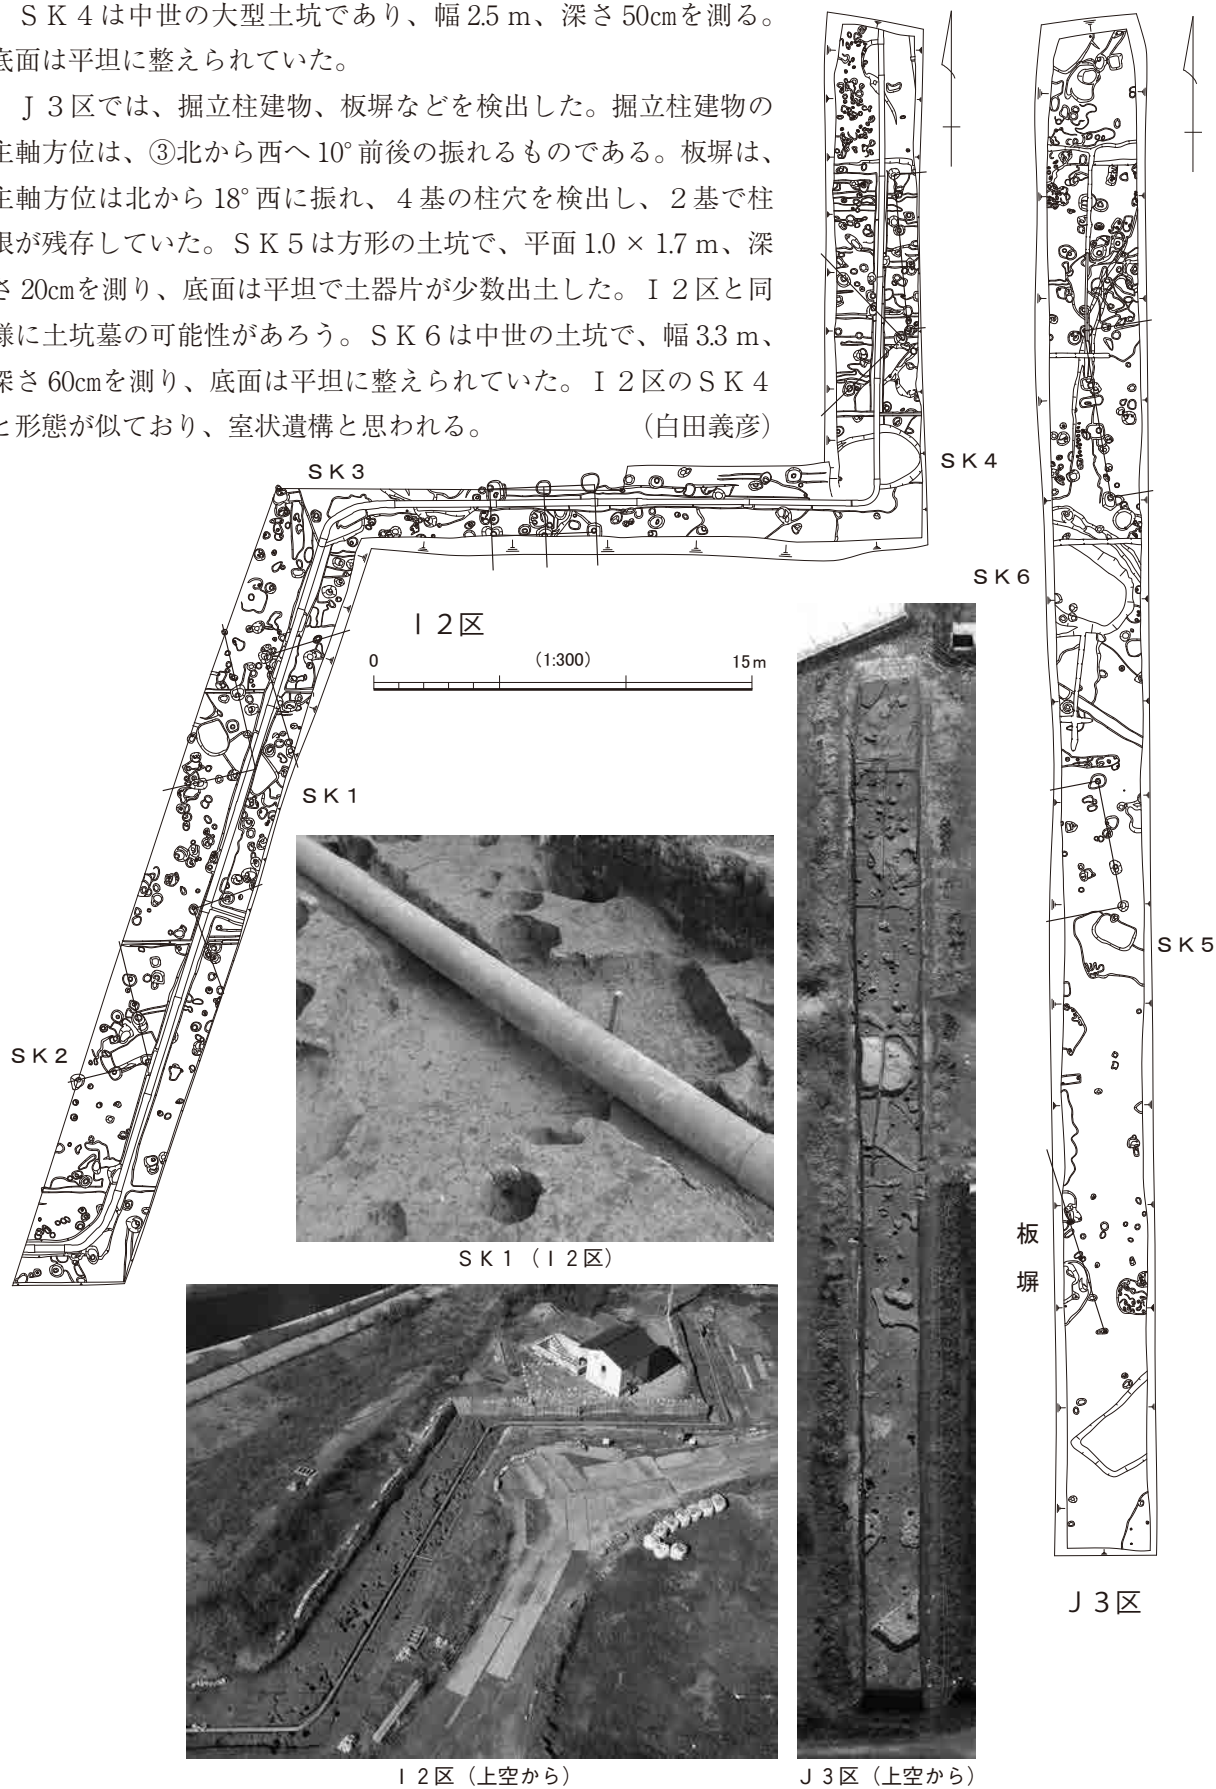 ＳＫ４は中世の大型土坑であり、幅 2.5 ｍ、深さ 50㎝を測る。
底面は平坦に整えられていた。
Ｊ３区では、掘立柱建物、板塀などを検出した。掘立柱建物の
主軸方位は、③北から西へ 10° 前後の振れるものである。板塀は、
主軸方位は北から 18° 西に振れ、４基の柱穴を検出し、２基で柱
根が残存していた。ＳＫ５は方形の土坑で、平面 1.0 × 1.7 ｍ、深
さ 20㎝を測り、底面は平坦で土器片が少数出土した。Ｉ２区と同
様に土坑墓の可能性があろう。ＳＫ６は中世の土坑で、幅 3.3 ｍ、
深さ 60㎝を測り、底面は平坦に整えられていた。Ｉ２区のＳＫ４
と形態が似ており、室状遺構と思われる。　（白田義彦）
ＳＫ３
ＳＫ４
ＳＫ６
Ｉ２区
0 (1:300) 15ｍ
ＳＫ１
ＳＫ５
ＳＫ２
板塀
ＳＫ１（Ｉ２区）
Ｊ３区
Ｉ２区（上空から）
Ｊ３区（上空から）